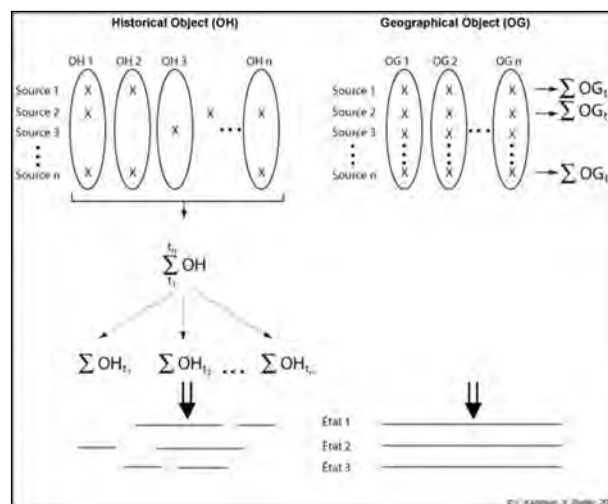 Historical Object (OH)
OH 1 OH 2 OH 3 OH n
Source 1 X X
Source 2 X X X
Source 3 X
Source n X X X
∑ OH
∑ OH ∑ OH ... ∑ OH
Geographical Object (OG)
OG 1 OG 2 OG n
Source 1 X X X ∑ OG
Source 2 X X X ∑ OG
Source 3 X X X
Source n X X X ∑ OG
État 1
État 2
État 3